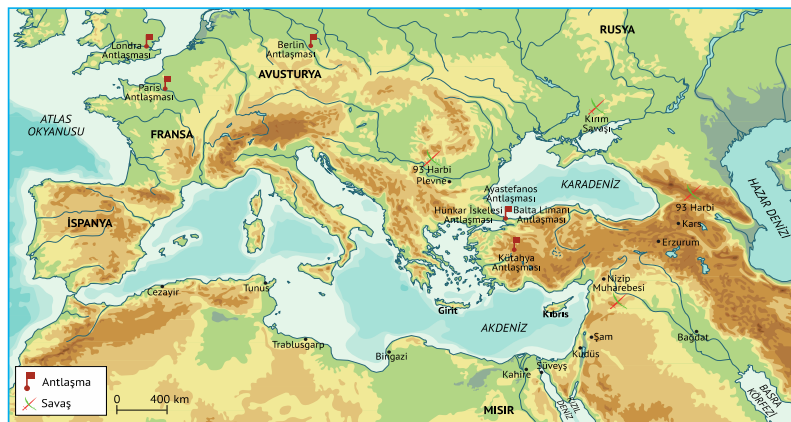 RUSYA
Londra
Antlaşması
Berlin
Antlaşması
AVUSTURYA
Paris
Antlaşması
ATLAS
OKYANUSU
FRANSA
Kırım
Savaşı
93 Harbi
Plevne
Ayastefanos
Antlaşması
KARADENİZ
HAZAR DENİZİ
Hünkar İskelesi
Antlaşması
Balta Limanı
Antlaşması
93 Harbi
Kars
Erzurum
İSPANYA
Kütahya
Antlaşması
Nizip
Muharebesi
Cezayir
Tunus
Girit
Kıbrıs
AKDENİZ
Trablusgarp
Bingazi
Şam
Kudüs
Bağdat
Kahire
Süveyş
KIZIL
DENİZ
BASRA
KÖRFEZİ
MISIR
Antlaşma
Savaş
0
400 km